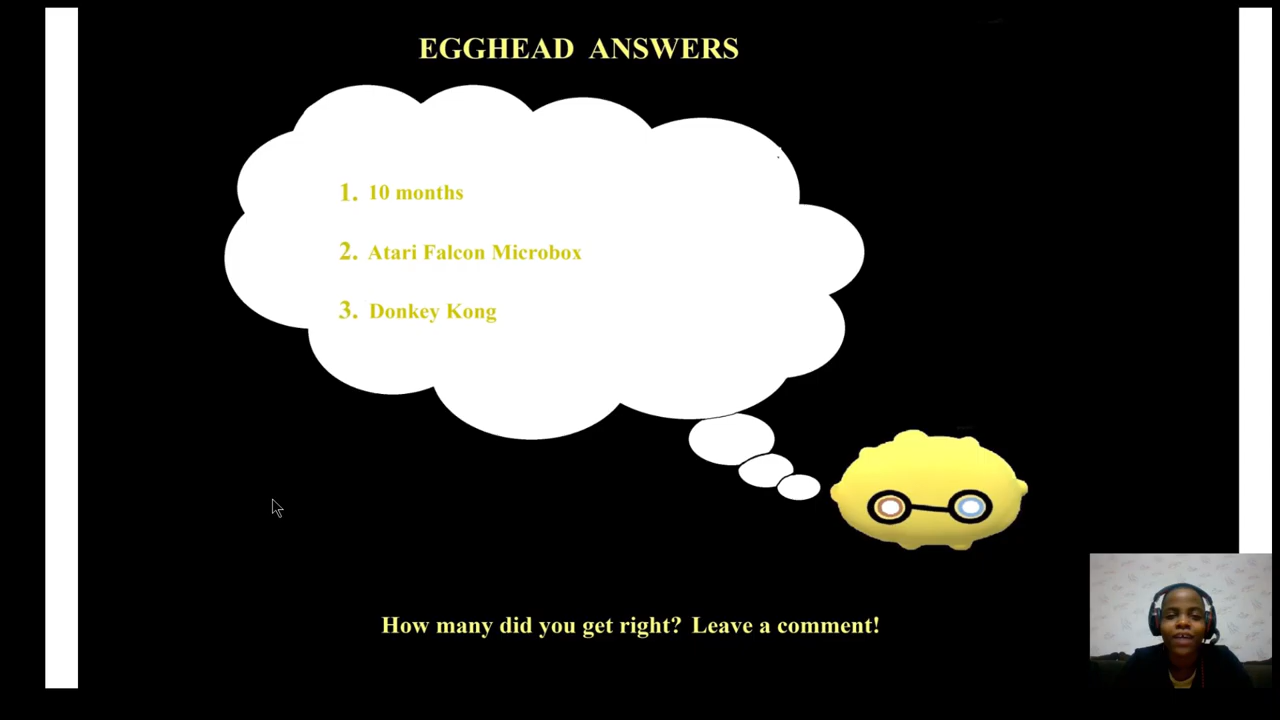 EGGHEAD ANSWERS
1. 10 months
2. Atari Falcon Microbox
3. Donkey Kong
How many did you get right? Leave a comment!